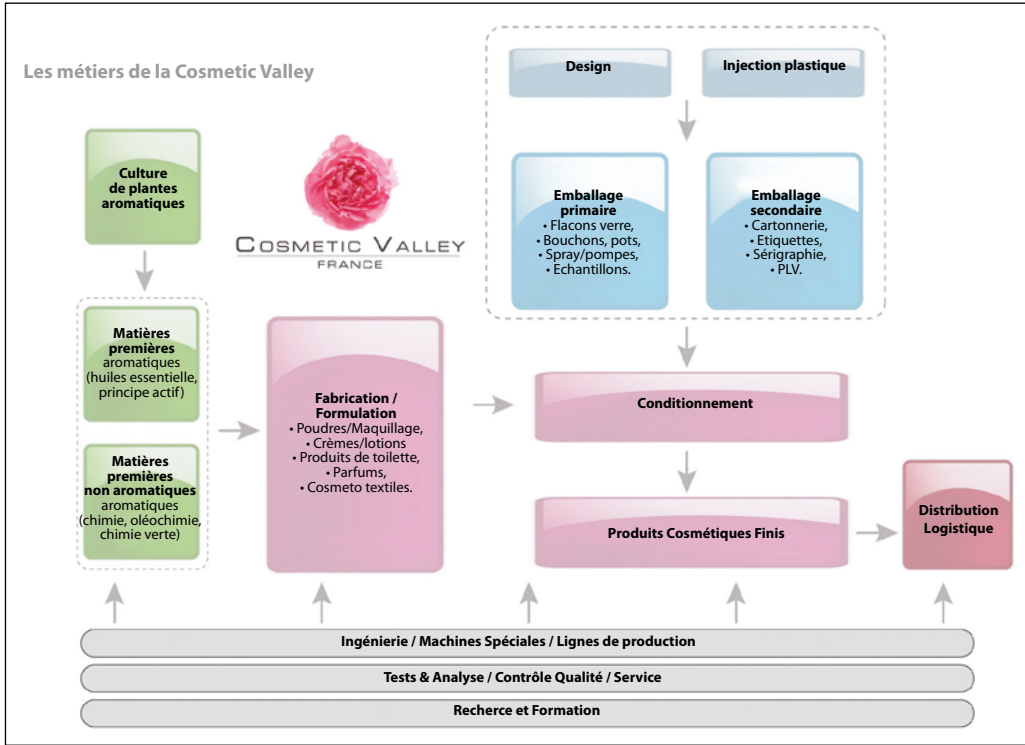 Les métiers de la Cosmetic Valley
Design
Injection plastique
Culture
de plantes
aromatiques
COSMETIC VALLEY
FRANCE
Emballage
primaire
• Flacons verre,
• Bouchons, pots,
• Spray/pompes,
• Echantillons.
Emballage
secondaire
• Cartonnerie,
• Etiquettes,
• Sérigraphie,
• PLV.
Matières
premières
aromatiques
(huiles essentielle,
principe actif)
Matières
premières
non aromatiques
aromatiques
(chimie, oléochimie,
chimie verte)
Fabrication /
Formulation
• Poudres/Maquillage,
• Crèmes/lotions
• Produits de toilette,
• Parfums,
• Cosmeto textiles.
Conditionnement
Produits Cosmétiques Finis
Distribution
Logistique
Ingénierie / Machines Spéciales / Lignes de production
Tests & Analyse / Contrôle Qualité / Service
Recherce et Formation